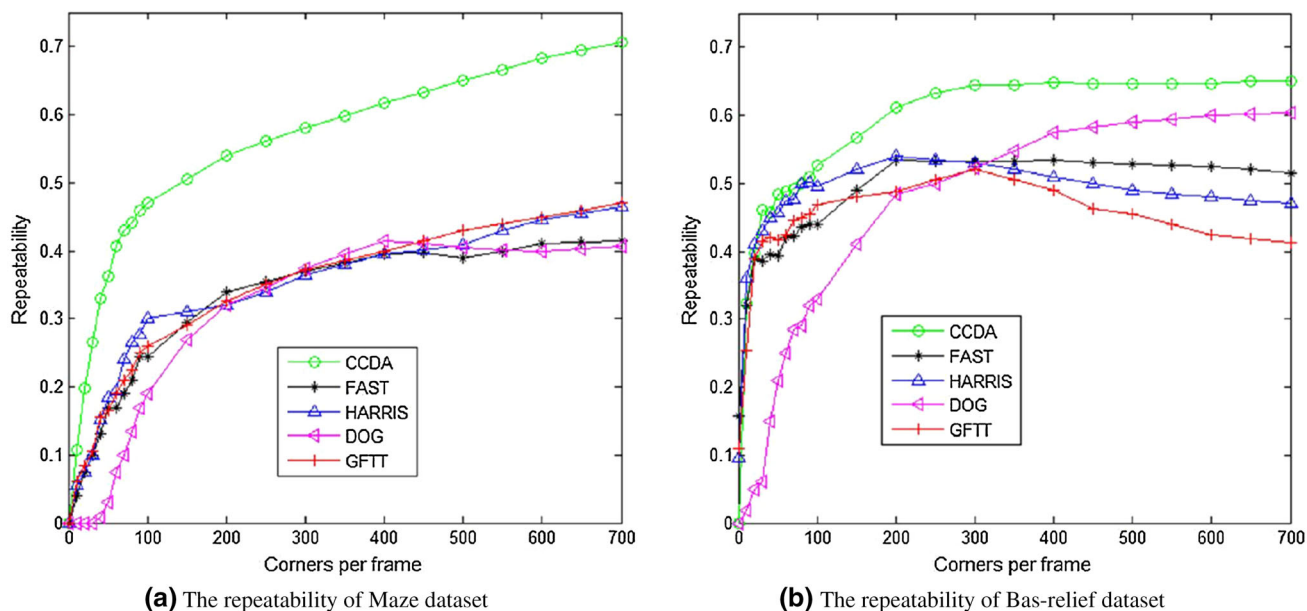 0.7
0.6
0.5
0.4
0.3
0.2
0.1
0
Repeatability
CCDA
FAST
HARRIS
DOG
GFTT
0 100 200 300 400 500 600 700
Corners per frame
(a) The repeatability of Maze dataset
0.7
0.6
0.5
0.4
0.3
0.2
0.1
0
Repeatability
CCDA
FAST
HARRIS
DOG
GFTT
0 100 200 300 400 500 600 700
Corners per frame
(b) The repeatability of Bas-relief dataset